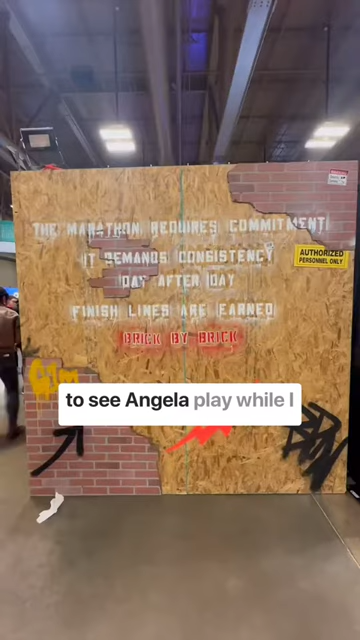 THE MARATHON REQUIRES COMMITMENT!
IT DEMANDS CONSISTENCY
DAY AFTER DAY
FINISH LINES ARE EARNED
BRICK BY BRICK
AUTHORIZED
PERSONNEL ONLY
to see Angela play while I